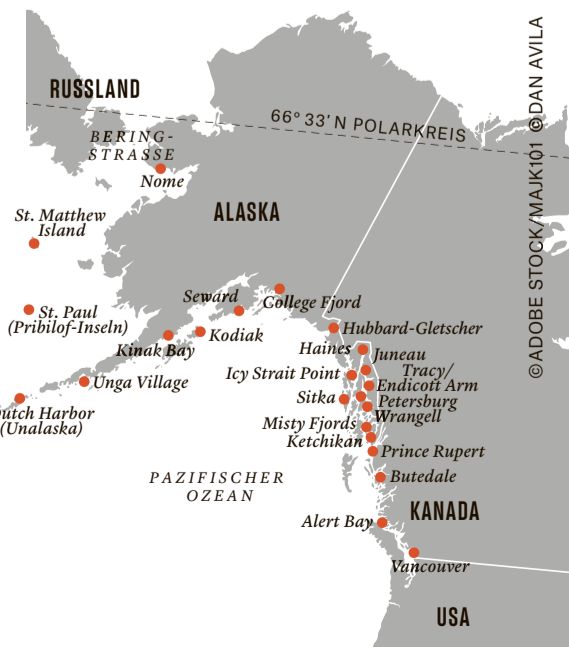 ©ADOBE STOCK/MAJK101 ©DAN AVILA
RUSSLAND
66° 33’ N POLARKREIS
BERING-
STRASSE
Nome
ALASKA
St. Matthew
Island
St. Paul
(Pribilof-Inseln)
Seward
College Fjord
Kodiak
Kinak Bay
Unga Village
utch Harbor
(Unalaska)
Hubbard-Gletscher
Haines
Juneau
Icy Strait Point
Tracy/
Endicott Arm
Sitka
Petersburg
Wrangell
Misty Fjords
Ketchikan
Prince Rupert
PAZIFISCHER
OZEAN
Butedale
KANADA
Alert Bay
Vancouver
USA